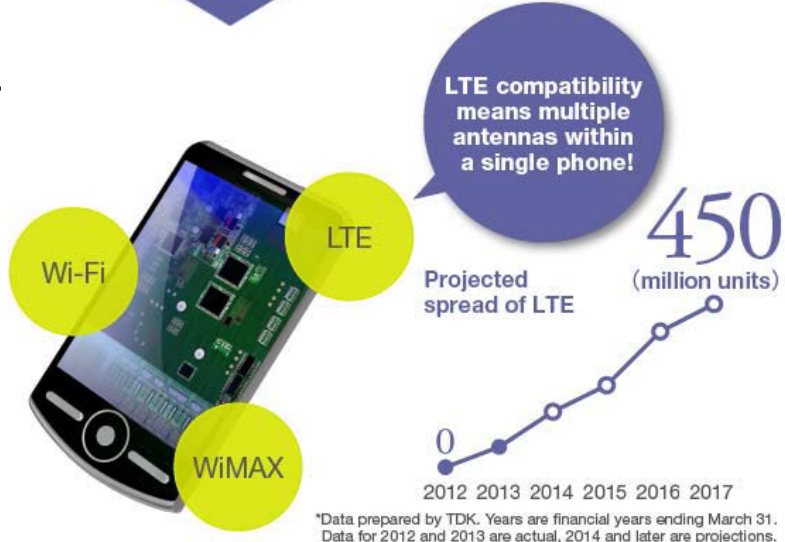 LTE compatibility
means multiple
antennas within
a single phone!
Wi-Fi
LTE
WiMAX
Projected
spread of LTE
450
(million units)
0
2012 2013 2014 2015 2016 2017
*Data prepared by TDK. Years are financial years ending March 31.
Data for 2012 and 2013 are actual, 2014 and later are projections.